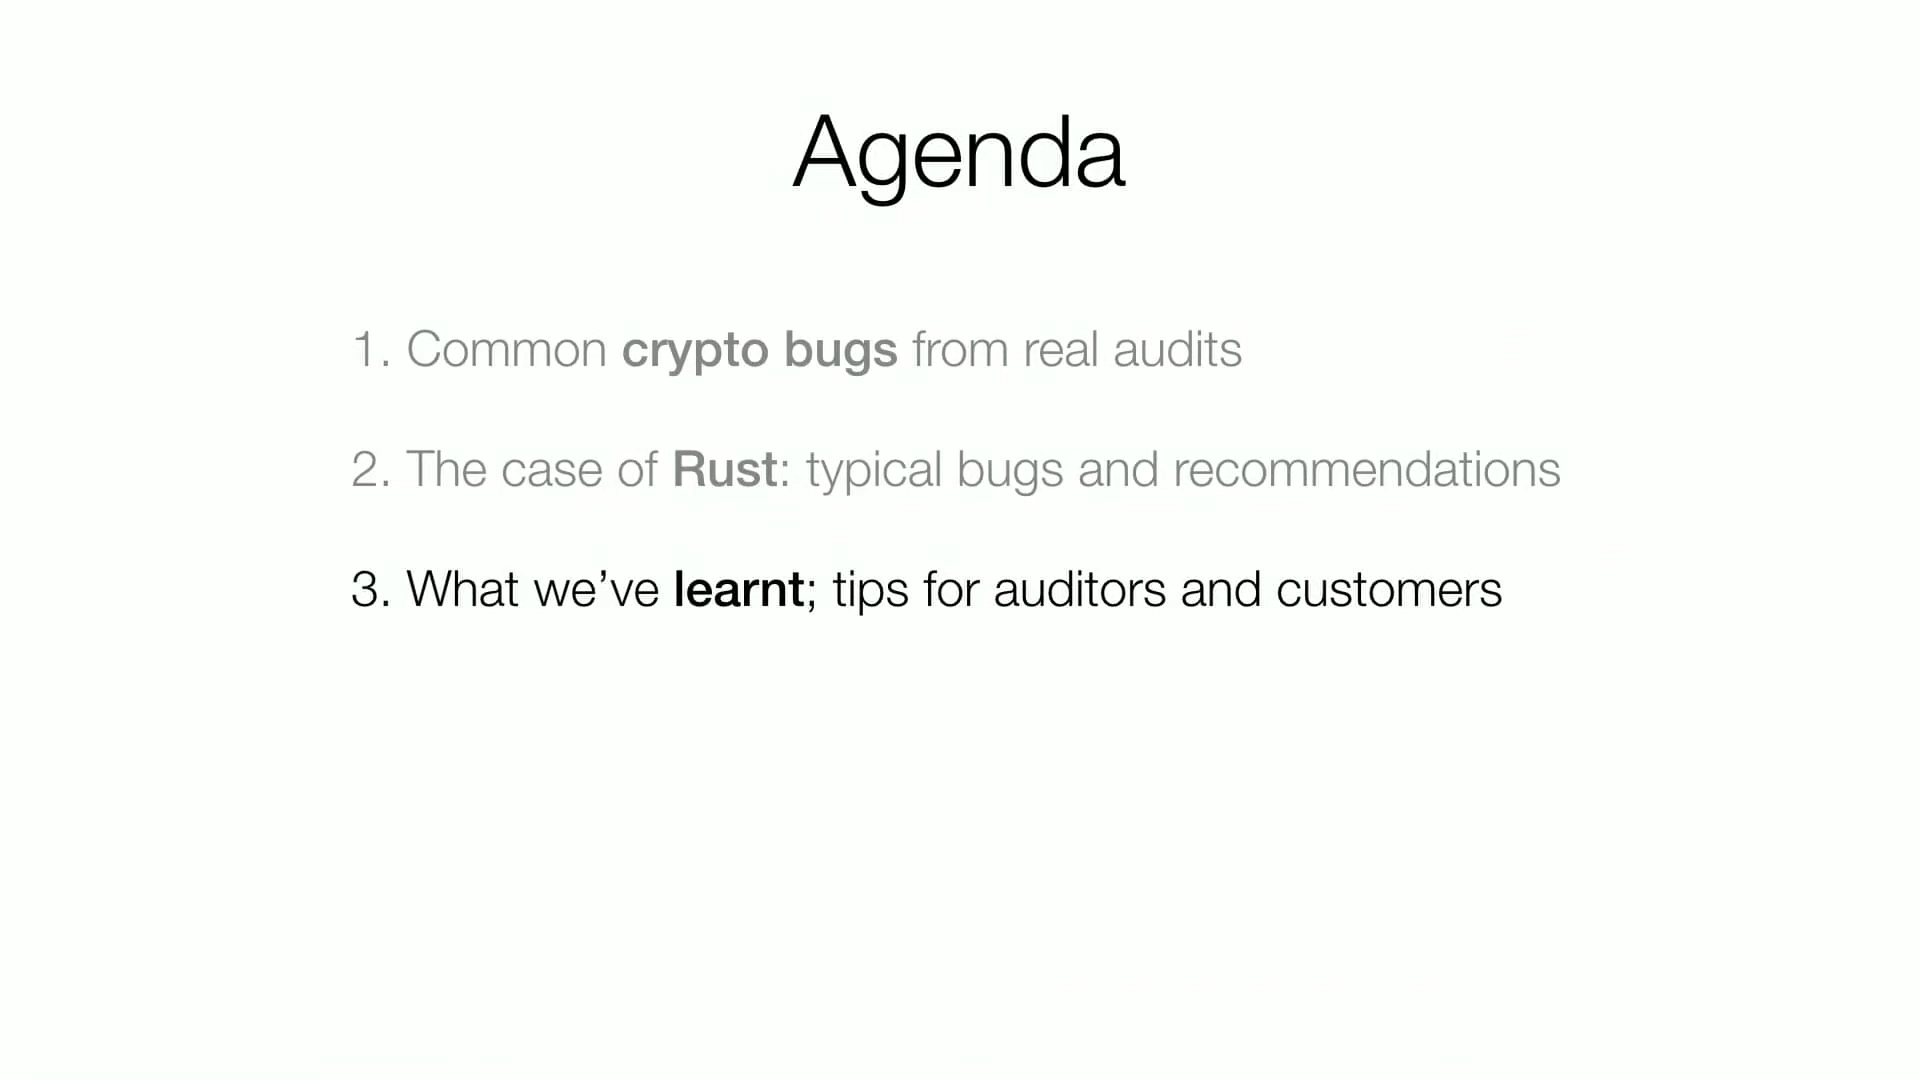 Agenda
1. Common crypto bugs from real audits
2. The case of Rust: typical bugs and recommendations
3. What we’ve learnt; tips for auditors and customers